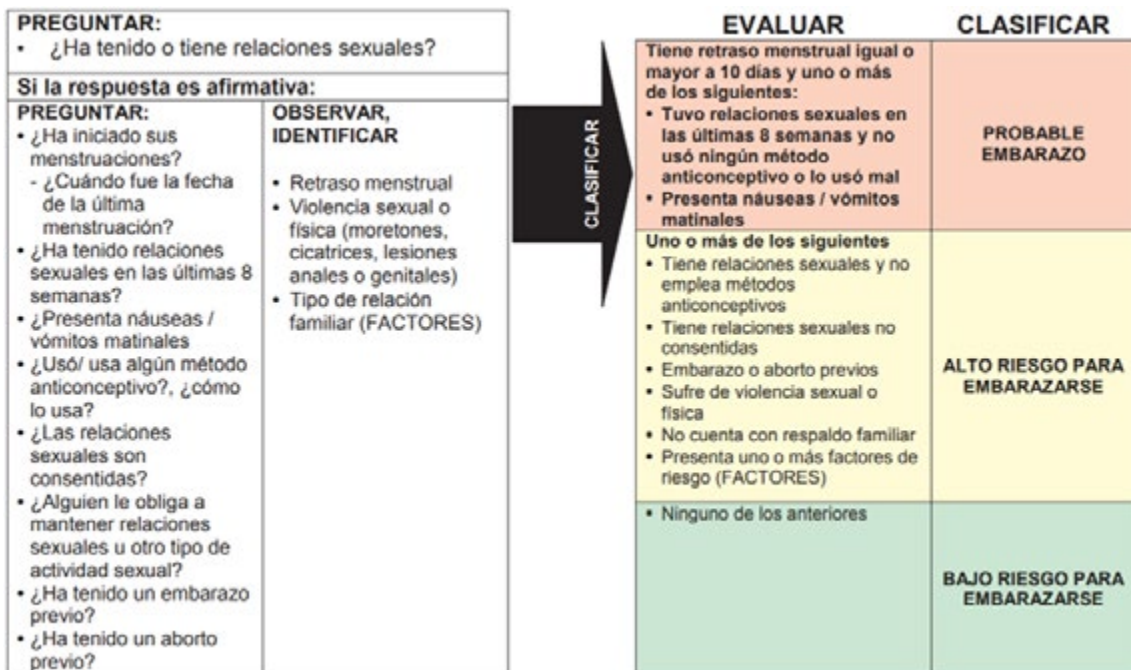 PREGUNTAR:
• ¿Ha tenido o tiene relaciones sexuales?
Si la respuesta es afirmativa:
PREGUNTAR:
• ¿Ha iniciado sus
menstruaciones?
- ¿Cuándo fue la fecha
de la última
menstruación?
• ¿Ha tenido relaciones
sexuales en las últimas 8
semanas?
• ¿Presenta náuseas /
vómitos matinales
• ¿Usó/ usa algún método
anticonceptivo?, ¿cómo
lo usa?
• ¿Las relaciones
sexuales son
consentidas?
• ¿Alguien le obliga a
mantener relaciones
sexuales u otro tipo de
actividad sexual?
• ¿Ha tenido un embarazo
previo?
• ¿Ha tenido un aborto
previo?
OBSERVAR,
IDENTIFICAR
• Retraso menstrual
• Violencia sexual o
física (moretones,
cicatrices, lesiones
anales o genitales)
• Tipo de relación
familiar (FACTORES)
CLASIFICAR
EVALUAR
CLASIFICAR
Tiene retraso menstrual igual o
mayor a 10 días y uno o más
de los siguientes:
• Tuvo relaciones sexuales en
las últimas 8 semanas y no
usó ningún método
anticonceptivo o lo usó mal
• Presenta náuseas / vómitos
matinales
PROBABLE
EMBARAZO
Uno o más de los siguientes
• Tiene relaciones sexuales y no
emplea métodos
anticonceptivos
• Tiene relaciones sexuales no
consentidas
• Embarazo o aborto previos
• Sufre de violencia sexual o
física
• No cuenta con respaldo familiar
• Presenta uno o más factores de
riesgo (FACTORES)
ALTO RIESGO PARA
EMBARAZARSE
• Ninguno de los anteriores
BAJO RIESGO PARA
EMBARAZARSE